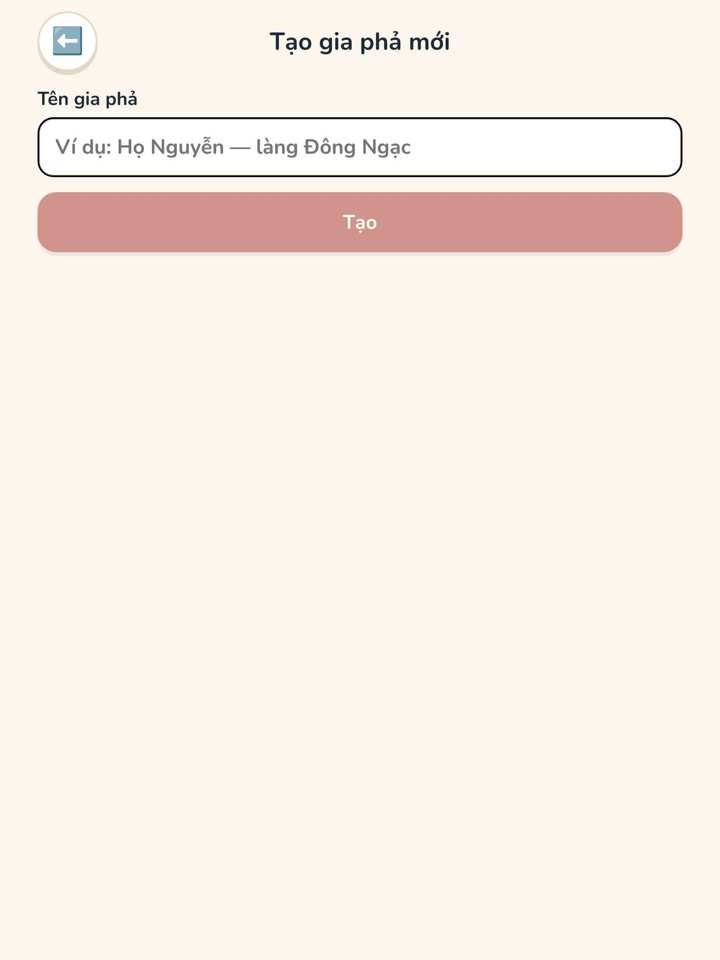 Tạo gia phả mới
Tên gia phả
Ví dụ: Họ Nguyễn — làng Đông Ngạc
Tạo